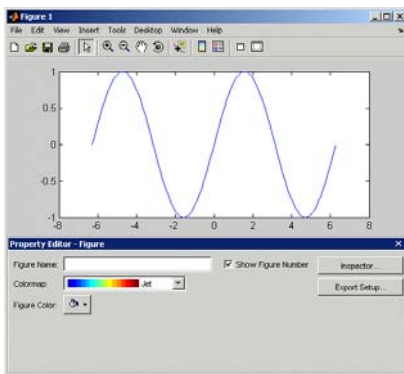 Figure 1
File Edit View Insert Tools Desktop Window Help
1
0.5
0
-0.5
-1
-8 -6 -4 -2 0 2 4 6 8
Property Editor - Figure
Figure Name: Show Figure Number Inspector...
Colormap: Jet Export Setup...
Figure Color: